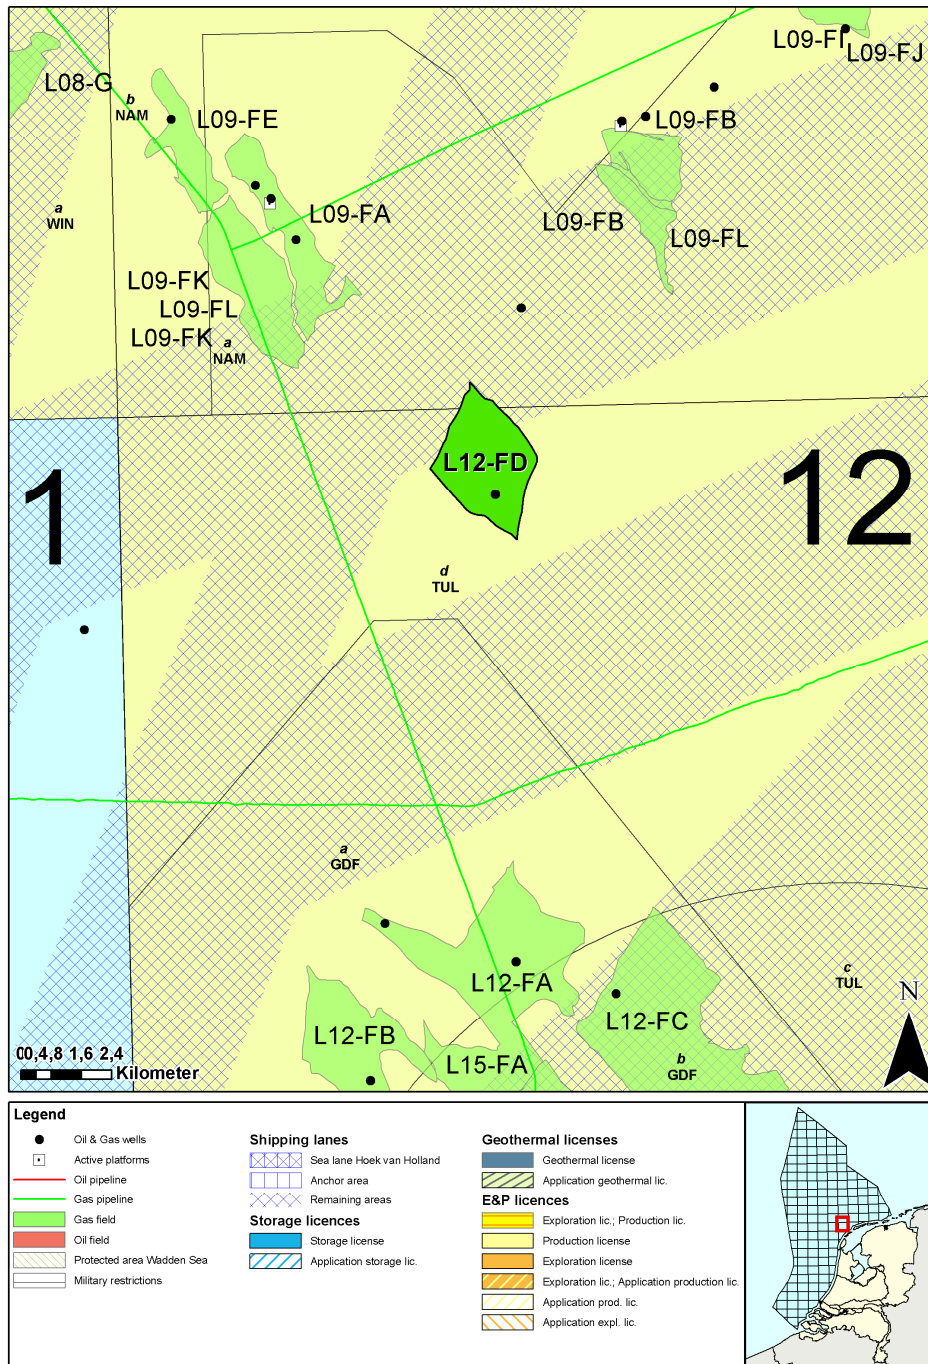 L09-FI
L09-FJ
L08-G
b
NAM
L09-FE
L09-FB
a
WIN
L09-FA
L09-FB
L09-FL
L09-FK
L09-FL
L09-FK
a
NAM
L12-FD
1
12
d
TUL
a
GDF
L12-FA
c
TUL
N
L12-FB
L12-FC
L15-FA
b
GDF
00,4,8 1,6 2,4
Kilometer
Legend
Oil & Gas wells
Active platforms
Oil pipeline
Gas pipeline
Gas field
Oil field
Protected area Wadden Sea
Military restrictions
Shipping lanes
Sea lane Hoek van Holland
Anchor area
Remaining areas
Storage licences
Storage license
Application storage lic.
Geothermal licenses
Geothermal license
Application geothermal lic.
E&P licences
Exploration lic.; Production lic.
Production license
Exploration license
Exploration lic.; Application production lic.
Application prod. lic.
Application expl. lic.